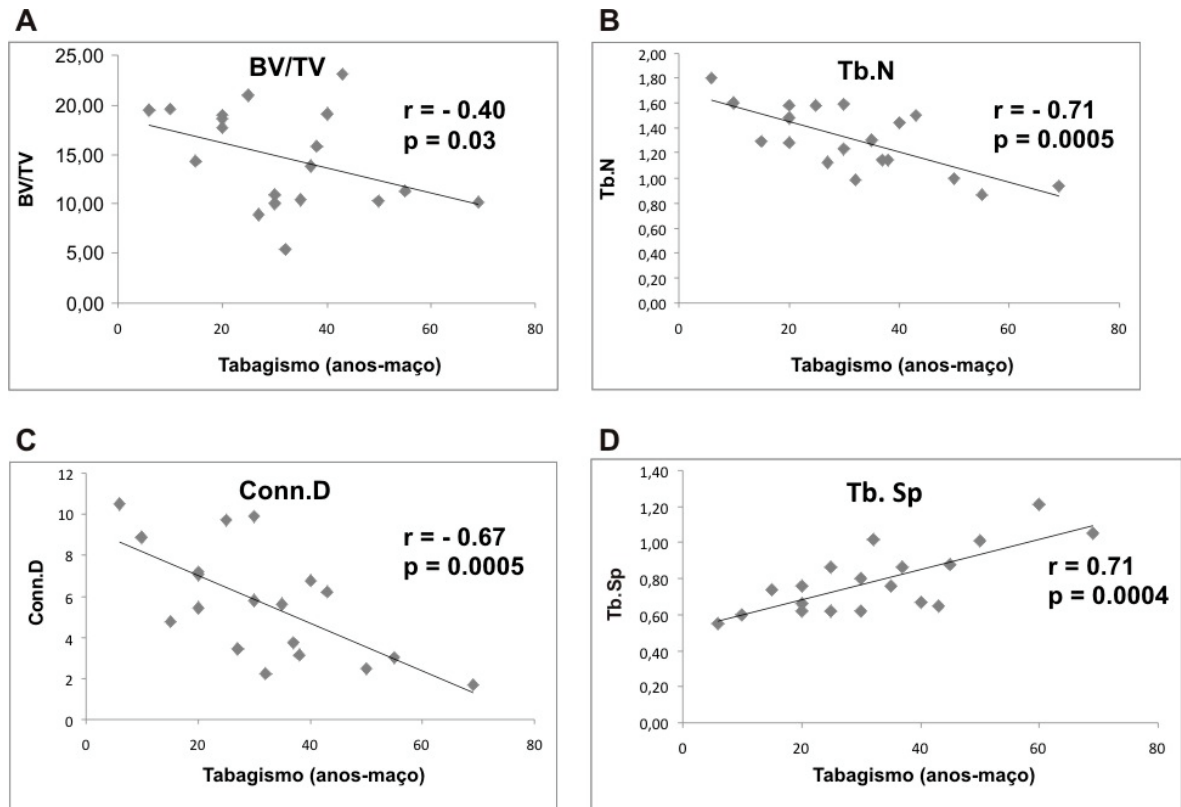 A
BV/TV
r = - 0.40
p = 0.03
BV/TV
25,00
20,00
15,00
10,00
5,00
0,00
0 20 40 60 80
Tabagismo (anos-maço)
B
Tb.N
r = - 0.71
p = 0.0005
Tb.N
2,00
1,80
1,60
1,40
1,20
1,00
0,80
0,60
0,40
0,20
0,00
0 20 40 60 80
Tabagismo (anos-maço)
C
Conn.D
r = - 0.67
p = 0.0005
Conn.D
12
10
8
6
4
2
0
0 20 40 60 80
Tabagismo (anos-maço)
D
Tb. Sp
r = 0.71
p = 0.0004
Tb.Sp
1,40
1,20
1,00
0,80
0,60
0,40
0,20
0,00
0 20 40 60 80
Tabagismo (anos-maço)